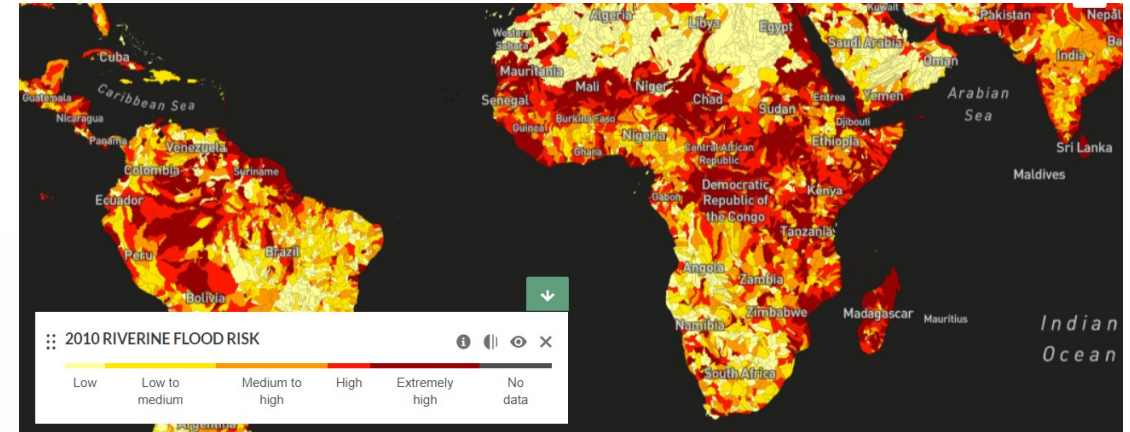 Algeria
Libya
Egypt
Kuwait
Pakistan
Nepal
Western
Sahara
Saudi Arabia
Oman
India
Ba
Cuba
Mauritania
Mali
Niger
Chad
Sudan
Eritrea
Yemen
Arabian
Sea
Guatemala
Caribbean Sea
Senegal
Nicaragua
Burkina Faso
Djibouti
Guinea
Panama
Venezuela
Ghana
Nigeria
Central African
Republic
Ethiopia
Sri Lanka
Colombia
Suriname
Maldives
Ecuador
Gabon
Democratic
Republic of
the Congo
Kenya
Tanzania
Peru
Brazil
Angola
Zambia
Bolivia
Madagascar
Mauritius
Zimbabwe
Namibia
Indian
Ocean
South Africa
2010 RIVERINE FLOOD RISK
Low
Low to
medium
Medium to
high
High
Extremely
high
No
data
Argentina